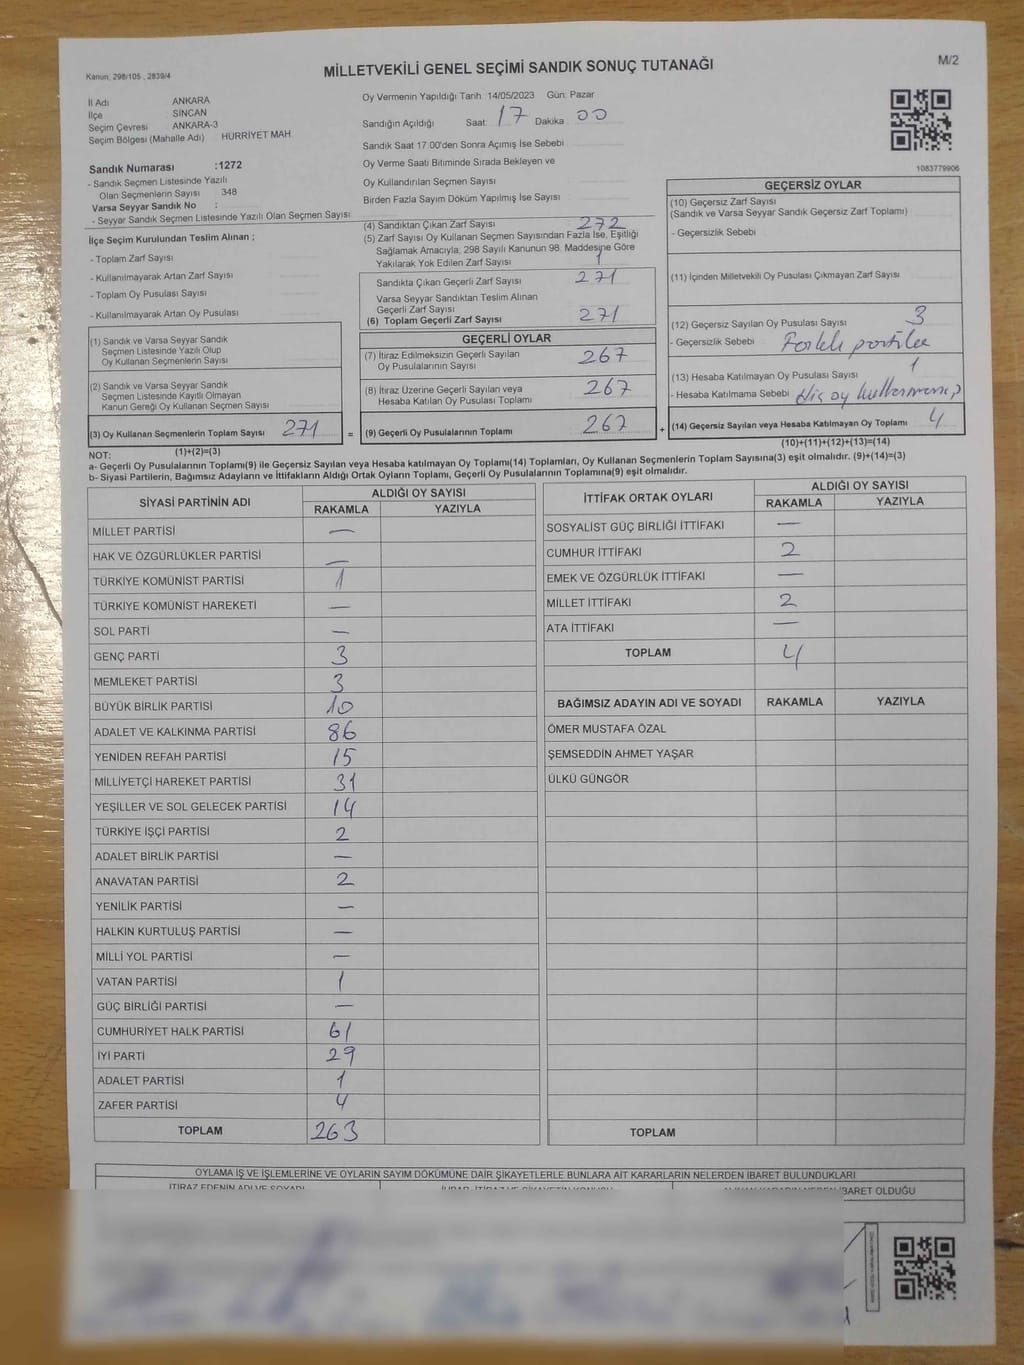 Kanun, 298/105 , 2839/4
MİLLETVEKİLİ GENEL SEÇİMİ SANDIK SONUÇ TUTANAĞI
M/2
İl Adı ANKARA
İlçe SİNCAN
Seçim Çevresi ANKARA-3
Seçim Bölgesi (Mahalle Adı) HÜRRİYET MAH.
Sandık Numarası :1272
- Sandık Seçmen Listesinde Yazılı
Olan Seçmenlerin Sayısı 348
Varsa Seyyar Sandık No :
- Seyyar Sandık Seçmen Listesinde Yazılı Olan Seçmen Sayısı
Oy Vermenin Yapıldığı Tarih 14/05/2023 Gün: Pazar
Sandığın Açıldığı Saat: 17 Dakika 00
Sandık Saat 17.00'den Sonra Açımış İse Sebebi
Oy Verme Saati Bitiminde Sırada Bekleyen ve
Oy Kullandırılan Seçmen Sayısı
Birden Fazla Sayım Döküm Yapılmış İse Sayısı
1083779906
İlçe Seçim Kurulundan Teslim Alınan ;
- Toplam Zarf Sayısı
- Kullanılmayarak Artan Zarf Sayısı
- Toplam Oy Pusulası Sayısı
- Kullanılmayarak Artan Oy Pusulası
(4) Sandıktan Çıkan Zarf Sayısı 272
(5) Zarf Sayısı Oy Kullanan Seçmen Sayısından Fazla İse, Eşitliği
Sağlamak Amacıyla; 298 Sayılı Kanunun 98. Maddesine Göre
Yakılarak Yok Edilen Zarf Sayısı 1
Sandıkta Çıkan Geçerli Zarf Sayısı 271
Varsa Seyyar Sandıktan Teslim Alınan
Geçerli Zarf Sayısı
(6) Toplam Geçerli Zarf Sayısı 271
GEÇERSİZ OYLAR
(10) Geçersiz Zarf Sayısı
(Sandık ve Varsa Seyyar Sandık Geçersiz Zarf Toplamı)
- Geçersizlik Sebebi
(11) İçinden Milletvekili Oy Pusulası Çıkmayan Zarf Sayısı
(12) Geçersiz Sayılan Oy Pusulası Sayısı 3
- Geçersizlik Sebebi Farklı partiler
(13) Hesaba Katılmayan Oy Pusulası Sayısı 1
- Hesaba Katılmama Sebebi Hiç oy
(14) Geçersiz Sayılan veya Hesaba Katılmayan Oy Toplamı 4
(10)+(11)+(12)+(13)=(14)
(1) Sandık ve Varsa Seyyar Sandık
Seçmen Listesinde Yazılı Olup
Oy Kullanan Seçmenlerin Sayısı
(2) Sandık ve Varsa Seyyar Sandık
Seçmen Listesinde Kayıtlı Olmayan
Kanun Gereği Oy Kullanan Seçmen Sayısı
(3) Oy Kullanan Seçmenlerin Toplam Sayısı 271 =
(1)+(2)=(3)
GEÇERLİ OYLAR
(7) İtiraz Edilmeksizin Geçerli Sayılan
Oy Pusulalarının Sayısı 267
(8) İtiraz Üzerine Geçerli Sayılan veya
Hesaba Katılan Oy Pusulası Toplamı 267
(9) Geçerli Oy Pusulalarının Toplamı 267 +
NOT:
a- Geçerli Oy Pusulalarının Toplamı(9) ile Geçersiz Sayılan veya Hesaba katılmayan Oy Toplamı(14) Toplamları, Oy Kullanan Seçmenlerin Toplam Sayısına(3) eşit olmalıdır. (9)+(14)=(3)
b- Siyasi Partilerin, Bağımsız Adayların ve İttifakların Aldığı Ortak Oyların Toplamı, Geçerli Oy Pusulalarının Toplamına(9) eşit olmalıdır.
SİYASİ PARTİNİN ADI ALDIĞI OY SAYISI
RAKAMLA YAZIYLA
MİLLET PARTİSİ —
HAK VE ÖZGÜRLÜKLER PARTİSİ —
TÜRKİYE KOMÜNİST PARTİSİ 1
TÜRKİYE KOMÜNİST HAREKETİ —
SOL PARTİ —
GENÇ PARTİ 3
MEMLEKET PARTİSİ 3
BÜYÜK BİRLİK PARTİSİ 10
ADALET VE KALKINMA PARTİSİ 86
YENİDEN REFAH PARTİSİ 15
MİLLİYETÇİ HAREKET PARTİSİ 31
YEŞİLLER VE SOL GELECEK PARTİSİ 14
TÜRKİYE İŞÇİ PARTİSİ 2
ADALET BİRLİK PARTİSİ —
ANAVATAN PARTİSİ 2
YENİLİK PARTİSİ —
HALKIN KURTULUŞ PARTİSİ —
MİLLİ YOL PARTİSİ —
VATAN PARTİSİ 1
GÜÇ BİRLİĞİ PARTİSİ —
CUMHURİYET HALK PARTİSİ 61
İYİ PARTİ 29
ADALET PARTİSİ 1
ZAFER PARTİSİ 4
TOPLAM 263
İTTİFAK ORTAK OYLARI ALDIĞI OY SAYISI
RAKAMLA YAZIYLA
SOSYALİST GÜÇ BİRLİĞİ İTTİFAKI —
CUMHUR İTTİFAKI 2
EMEK VE ÖZGÜRLÜK İTTİFAKI —
MİLLET İTTİFAKI 2
ATA İTTİFAKI —
TOPLAM 4
BAĞIMSIZ ADAYIN ADI VE SOYADI RAKAMLA YAZIYLA
ÖMER MUSTAFA ÖZAL
ŞEMSEDDİN AHMET YAŞAR
ÜLKÜ GÜNGÖR
TOPLAM
OYLAMA İŞ VE İŞLEMLERİNE VE OYLARIN SAYIM DÖKÜMÜNE DAİR ŞİKAYETLERLE BUNLARA AİT KARARLARIN NELERDEN İBARET BULUNDUKLARI
İTİRAZ EDENİN ADI VE SOYADI
İBARET OLDUĞU